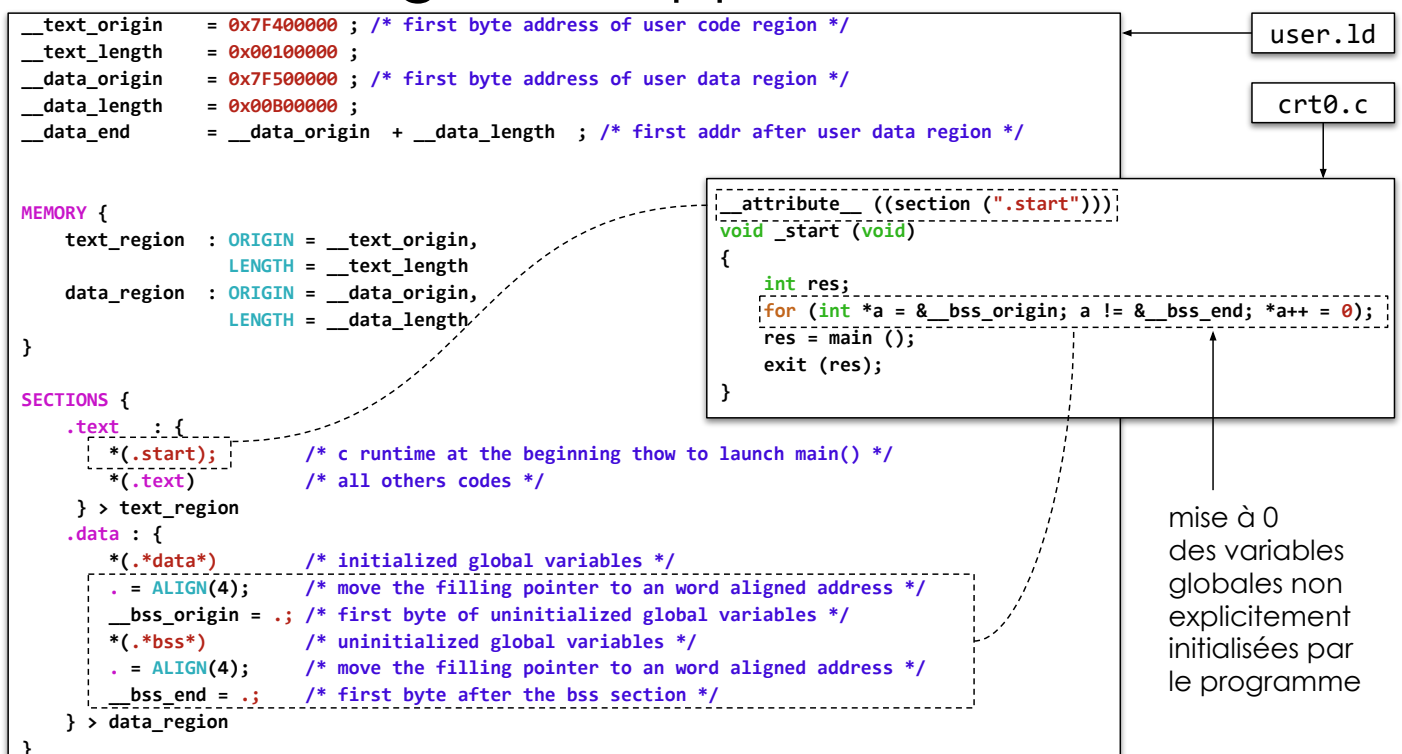 __text_origin    = 0x7F400000 ; /* first byte address of user code region */
__text_length    = 0x00100000 ;
__data_origin    = 0x7F500000 ; /* first byte address of user data region */
__data_length    = 0x00B00000 ;
__data_end       = __data_origin  + __data_length  ; /* first addr after user data region */
MEMORY {
    text_region  : ORIGIN = __text_origin,
                   LENGTH = __text_length
    data_region  : ORIGIN = __data_origin,
                   LENGTH = __data_length
}
SECTIONS {
    .text   : {
        *(.start);       /* c runtime at the beginning thow to launch main() */
        *(.text)         /* all others codes */
     } > text_region
    .data : {
        *(.*data*)       /* initialized global variables */
        . = ALIGN(4);    /* move the filling pointer to an word aligned address */
        __bss_origin = .; /* first byte of uninitialized global variables */
        *(.*bss*)        /* uninitialized global variables */
        . = ALIGN(4);    /* move the filling pointer to an word aligned address */
        __bss_end = .;   /* first byte after the bss section */
    } > data_region
}
user.ld
crt0.c
__attribute__ ((section (".start")))
void _start (void)
{
    int res;
    for (int *a = &__bss_origin; a != &__bss_end; *a++ = 0);
    res = main ();
    exit (res);
}
mise à 0
des variables
globales non
explicitement
initialisées par
le programme